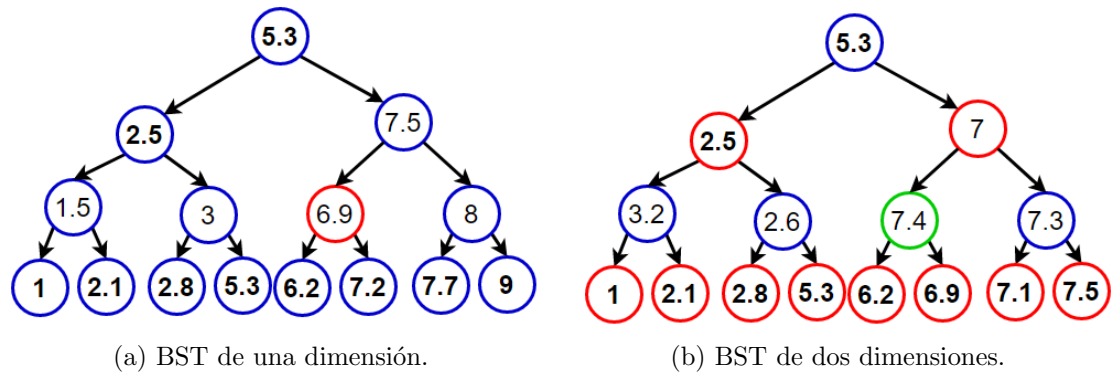 5.3 5.3
2.5 7.5 2.5 7
1.5 3 6.9 8 3.2 2.6 7.4 7.3
1 2.1 2.8 5.3 6.2 7.2 7.7 9 1 2.1 2.8 5.3 6.2 6.9 7.1 7.5
(a) BST de una dimensión. (b) BST de dos dimensiones.